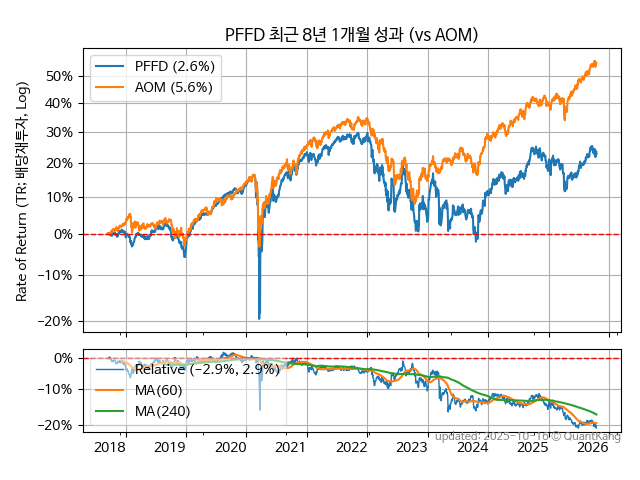 PFFD 최근 8년 1개월 성과 (vs AOM)
Rate of Return (TR: 배당재투자, Log)
PFFD (2.6%)
AOM (5.6%)
50%
40%
30%
20%
10%
0%
−10%
−20%
0%
−10%
−20%
Relative (−2.9%, 2.9%)
MA(60)
MA(240)
updated: 2025-10-16 © QuantKang
2018 2019 2020 2021 2022 2023 2024 2025 2026